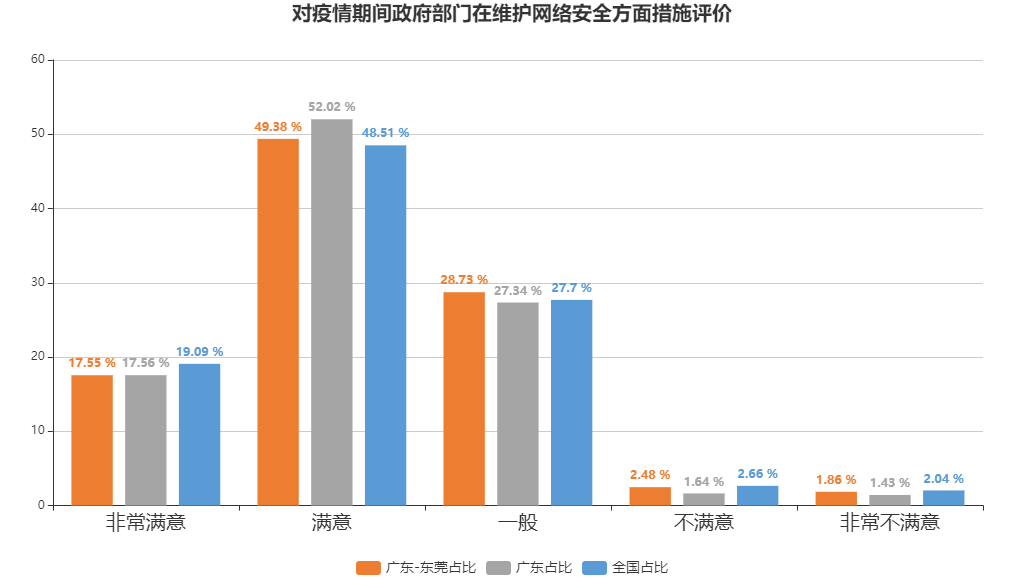 对疫情期间政府部门在维护网络安全方面措施评价
60
50
40
30
20
10
0
17.55 % 17.56 % 19.09 %
49.38 % 52.02 % 48.51 %
28.73 % 27.34 % 27.7 %
2.48 % 1.64 % 2.66 %
1.86 % 1.43 % 2.04 %
非常满意 满意 一般 不满意 非常不满意
广东-东莞占比 广东占比 全国占比